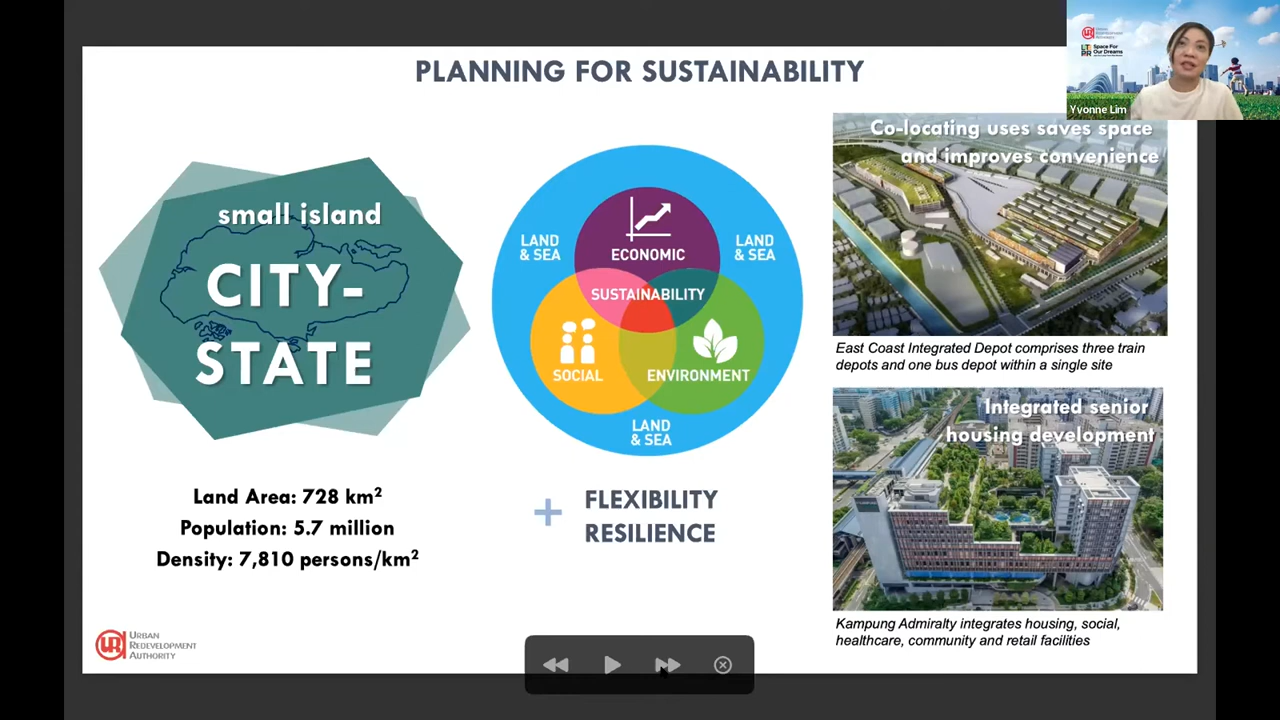 PLANNING FOR SUSTAINABILITY
small island
CITY-
STATE
Land Area: 728 km²
Population: 5.7 million
Density: 7,810 persons/km²
URBAN
REDEVELOPMENT
AUTHORITY
LAND
& SEA
ECONOMIC
LAND
& SEA
SUSTAINABILITY
SOCIAL
ENVIRONMENT
LAND
& SEA
+ FLEXIBILITY
RESILIENCE
Co-locating uses saves space
and improves convenience
East Coast Integrated Depot comprises three train
depots and one bus depot within a single site
Integrated senior
housing development
Kampung Admiralty integrates housing, social,
healthcare, community and retail facilities
Space For
Our Dreams
Yvonne Lim